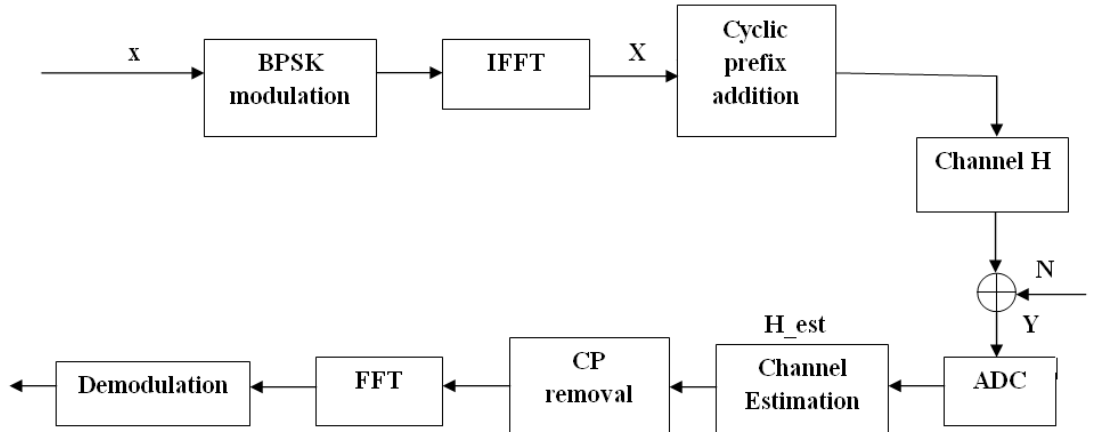 x
BPSK
modulation
IFFT
X
Cyclic
prefix
addition
Channel H
N
Y
H_est
ADC
Channel
Estimation
CP
removal
FFT
Demodulation